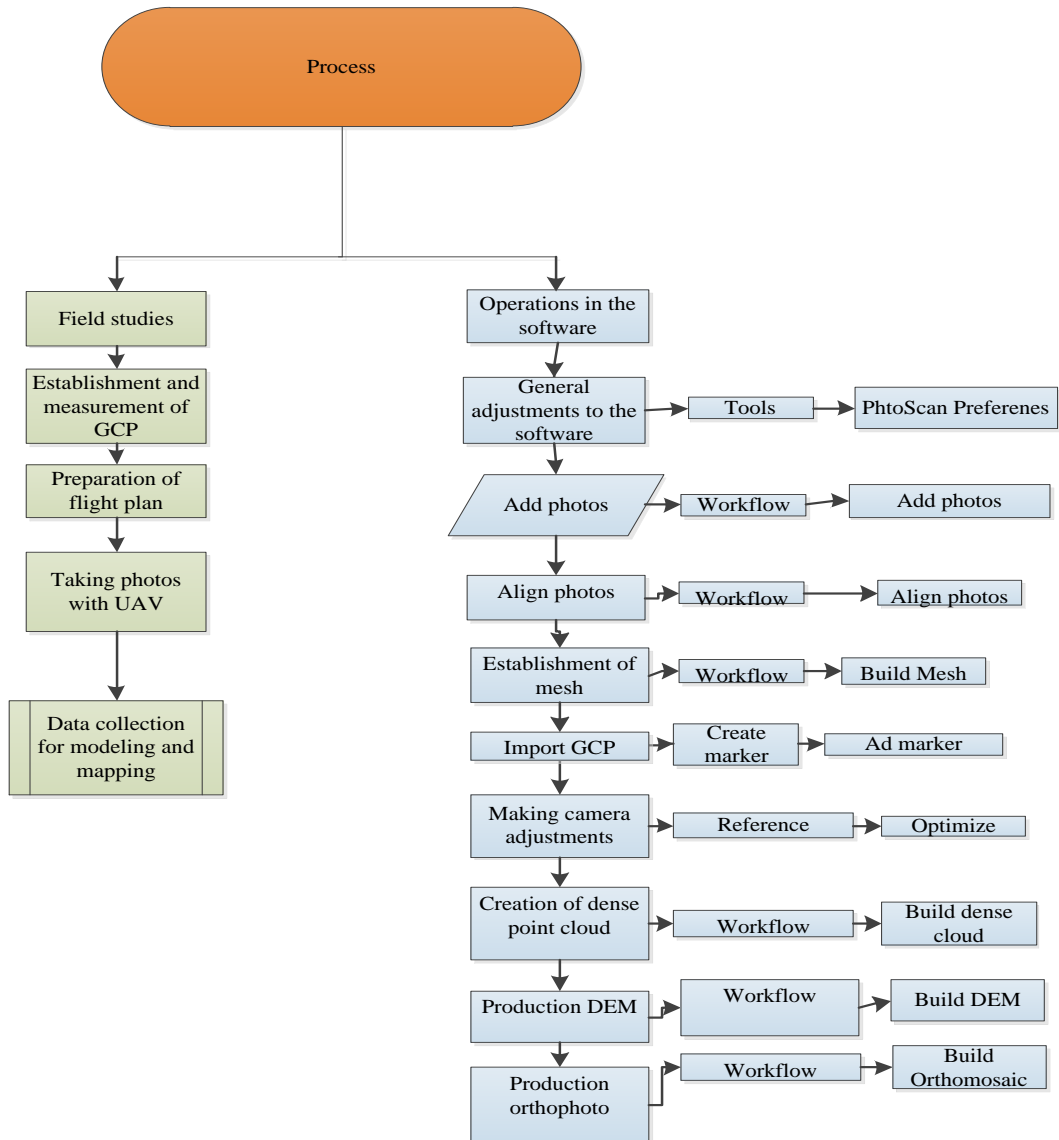 Process
Field studies
Establishment and
measurement of
GCP
Preparation of
flight plan
Taking photos
with UAV
Data collection
for modeling and
mapping
Operations in the
software
General
adjustments to the
software
Tools
PhtoScan Preferenes
Add photos
Workflow
Add photos
Align photos
Workflow
Align photos
Establishment of
mesh
Workflow
Build Mesh
Import GCP
Create
marker
Ad marker
Making camera
adjustments
Reference
Optimize
Creation of dense
point cloud
Workflow
Build dense
cloud
Production DEM
Workflow
Build DEM
Production
orthophoto
Workflow
Build
Orthomosaic